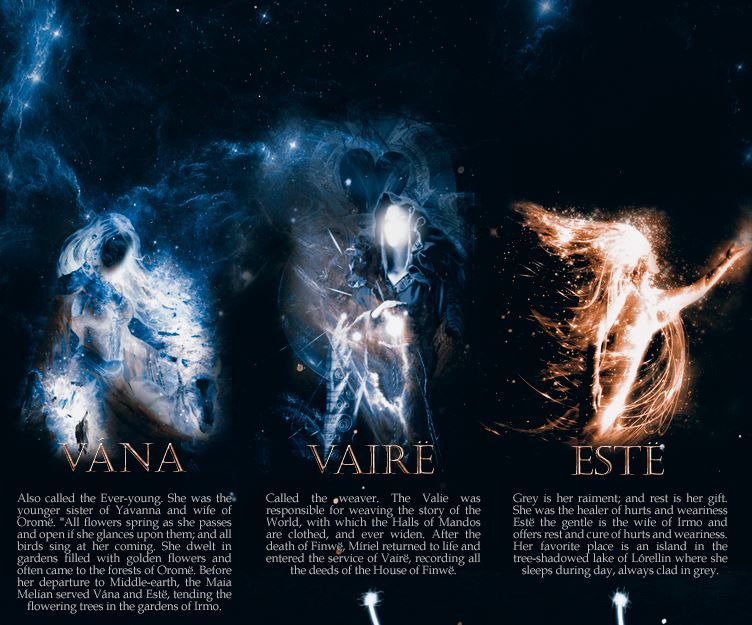 VÁNA
Also called the Ever-young. She was the
younger sister of Yavanna and wife of
Oromë. "All flowers spring as she passes
and open if she glances upon them; and all
birds sing at her coming. She dwelt in
gardens filled with golden flowers and
often came to the forests of Oromë. Before
her departure to Middle-earth, the Maia
Melian served Vána and Estë, tending the
flowering trees in the gardens of Irmo.
VAIRË
Called the weaver. The Valie was
responsible for weaving the story of the
World, with which the Halls of Mandos
are clothed, and ever widen. After the
death of Finwë, Míriel returned to life and
entered the service of Vairë, recording all
the deeds of the House of Finwë.
ESTË
Grey is her raiment; and rest is her gift.
She was the healer of hurts and weariness
Estë the gentle is the wife of Irmo and
offers rest and cure of hurts and weariness.
Her favorite place is an island in the
tree-shadowed lake of Lórellin where she
sleeps during day, always clad in grey.